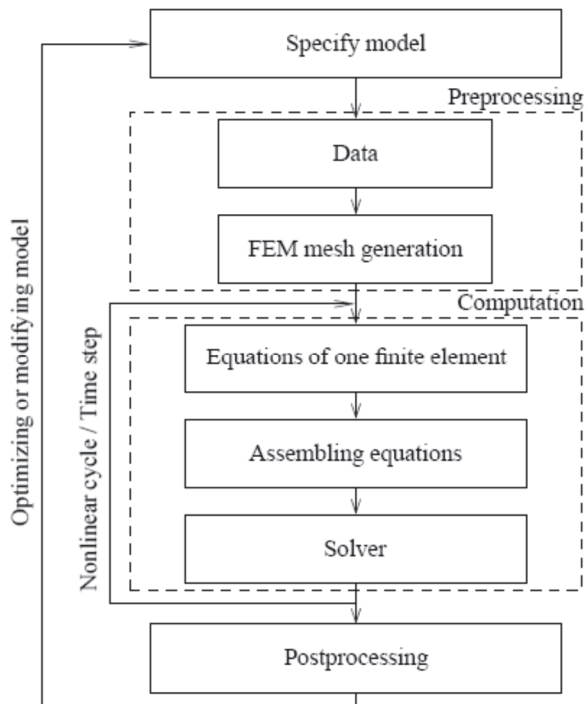 Specify model
Preprocessing
Data
FEM mesh generation
Computation
Equations of one finite element
Assembling equations
Solver
Postprocessing
Optimizing or modifying model
Nonlinear cycle / Time step